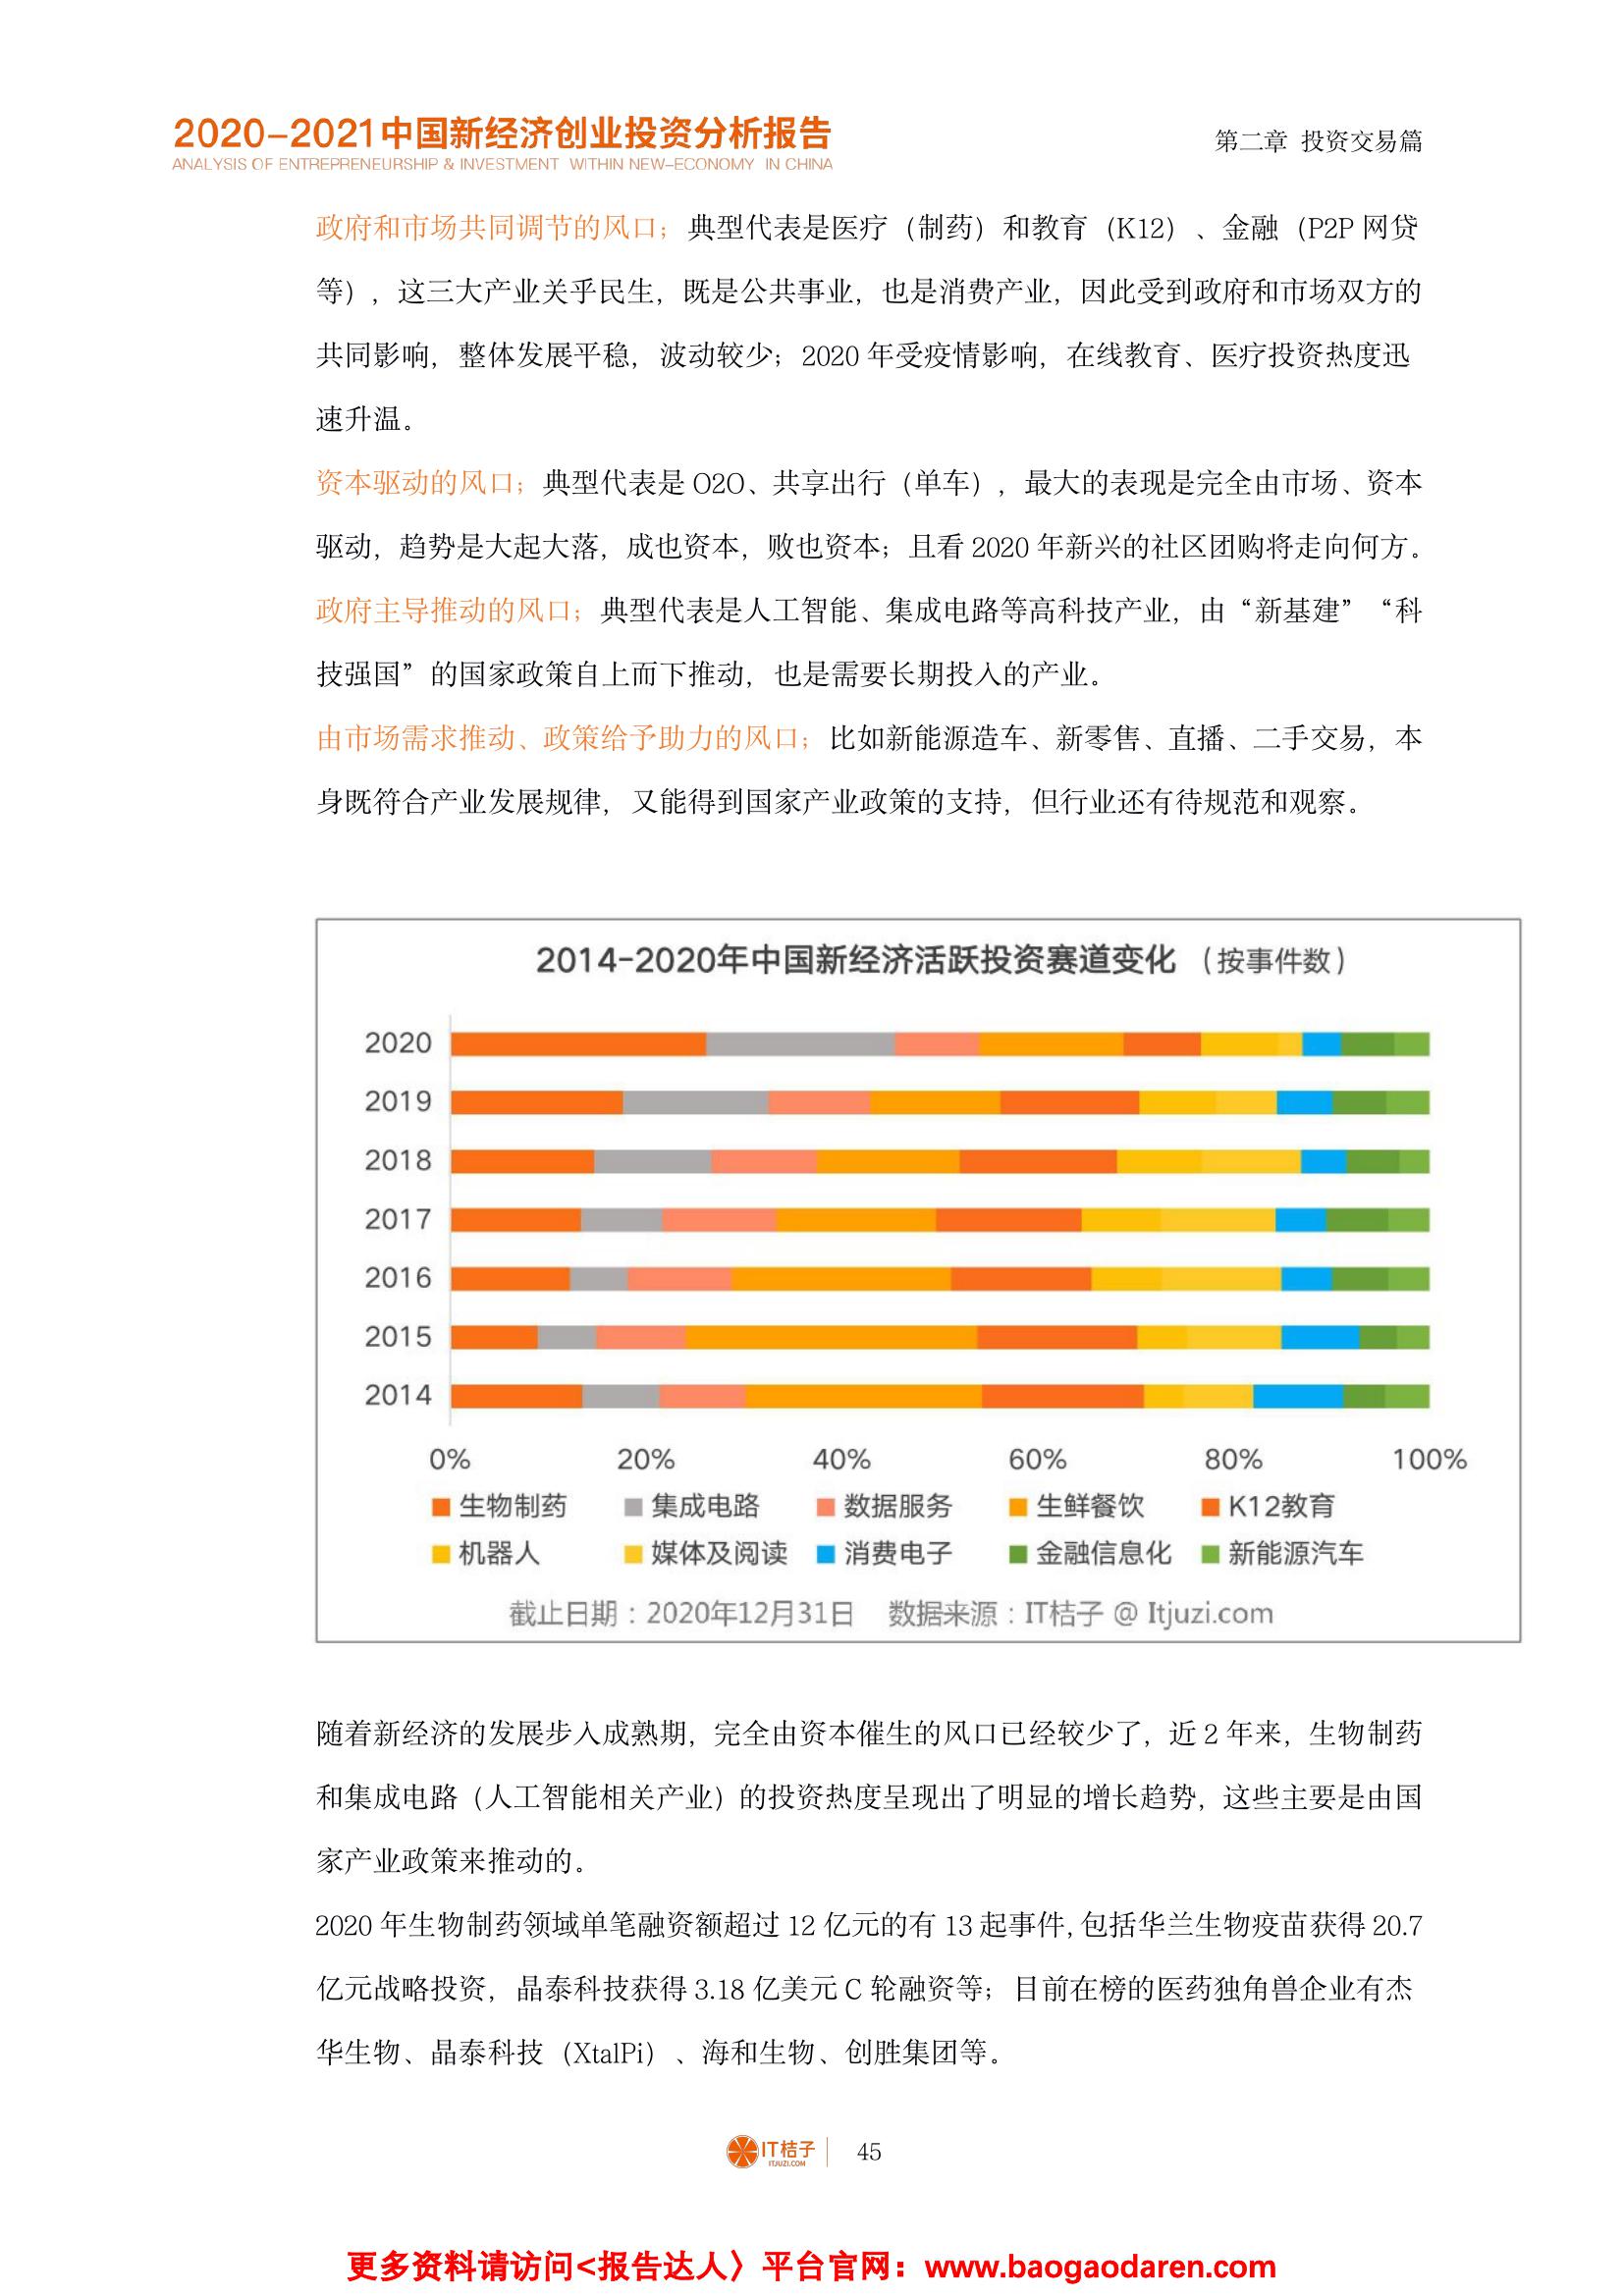 2020-2021中国新经济创业投资分析报告
ANALYSIS OF ENTREPRENEURSHIP & INVESTMENT WITHIN NEW-ECONOMY IN CHINA
第二章 投资交易篇
政府和市场共同调节的风口；典型代表是医疗（制药）和教育（K12）、金融（P2P 网贷
等），这三大产业关乎民生，既是公共事业，也是消费产业，因此受到政府和市场双方的
共同影响，整体发展平稳，波动较少；2020 年受疫情影响，在线教育、医疗投资热度迅
速升温。
资本驱动的风口；典型代表是 O2O、共享出行（单车），最大的表现是完全由市场、资本
驱动，趋势是大起大落，成也资本，败也资本；且看 2020 年新兴的社区团购将走向何方。
政府主导推动的风口；典型代表是人工智能、集成电路等高科技产业，由“新基建”“科
技强国”的国家政策自上而下推动，也是需要长期投入的产业。
由市场需求推动、政策给予助力的风口；比如新能源造车、新零售、直播、二手交易，本
身既符合产业发展规律，又能得到国家产业政策的支持，但行业还有待规范和观察。
2014-2020年中国新经济活跃投资赛道变化（按事件数）
2020
2019
2018
2017
2016
2015
2014
0% 20% 40% 60% 80% 100%
生物制药 集成电路 数据服务 生鲜餐饮 K12教育
机器人 媒体及阅读 消费电子 金融信息化 新能源汽车
截止日期：2020年12月31日 数据来源：IT桔子 @ Itjuzi.com
随着新经济的发展步入成熟期，完全由资本催生的风口已经较少了，近 2 年来，生物制药
和集成电路（人工智能相关产业）的投资热度呈现出了明显的增长趋势，这些主要是由国
家产业政策来推动的。
2020 年生物制药领域单笔融资额超过 12 亿元的有 13 起事件,包括华兰生物疫苗获得 20.7
亿元战略投资，晶泰科技获得 3.18 亿美元 C 轮融资等；目前在榜的医药独角兽企业有杰
华生物、晶泰科技（XtalPi）、海和生物、创胜集团等。
IT桔子
ITJUZI.COM
45
更多资料请访问<报告达人〉平台官网：www.baogaodaren.com